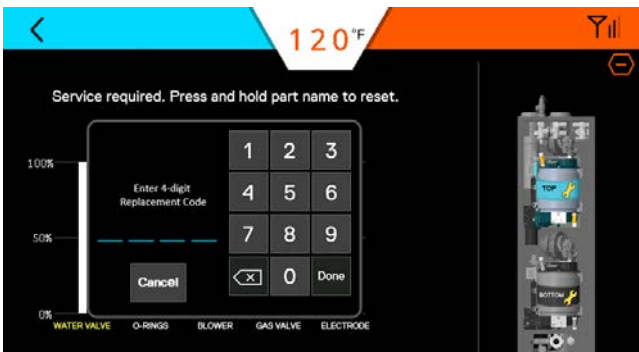 120°F
Service required. Press and hold part name to reset.
100%
50%
0%
Enter 4-digit
Replacement Code
Cancel
1 2 3
4 5 6
7 8 9
0 Done
WATER VALVE O-RINGS BLOWER GAS VALVE ELECTRODE
TOP
BOTTOM